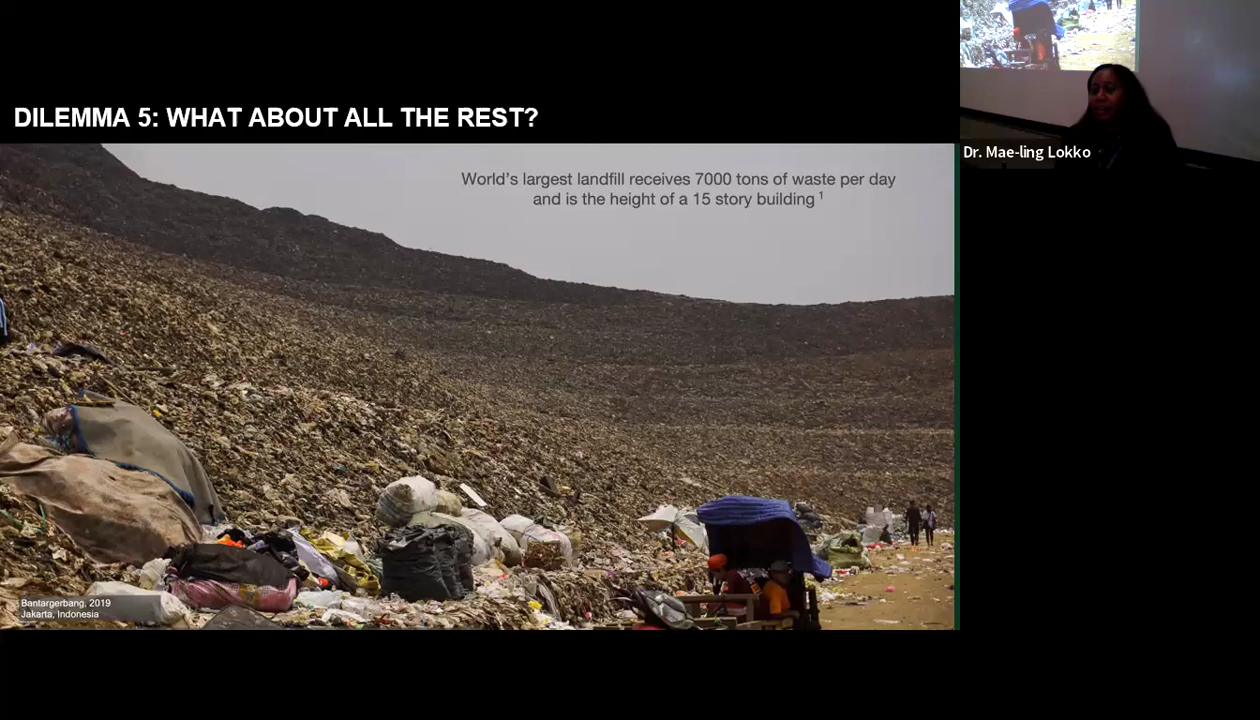 DILEMMA 5: WHAT ABOUT ALL THE REST?
World's largest landfill receives 7000 tons of waste per day
and is the height of a 15 story building ¹
Dr. Mae-ling Lokko
Bantargerbang, 2019
Jakarta, Indonesia